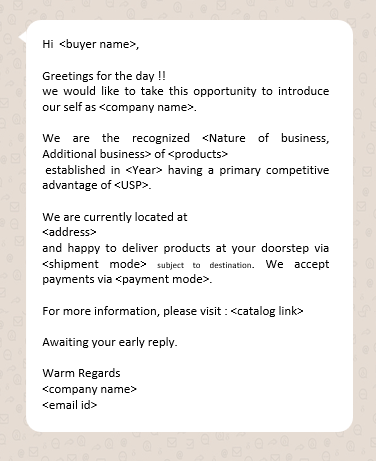 Hi <buyer name>,
Greetings for the day !!
we would like to take this opportunity to introduce
our self as <company name>.
We are the recognized <Nature of business,
Additional business> of <products>
established in <Year> having a primary competitive
advantage of <USP>.
We are currently located at
<address>
and happy to deliver products at your doorstep via
<shipment mode> subject to destination. We accept
payments via <payment mode>.
For more information, please visit : <catalog link>
Awaiting your early reply.
Warm Regards
<company name>
<email id>